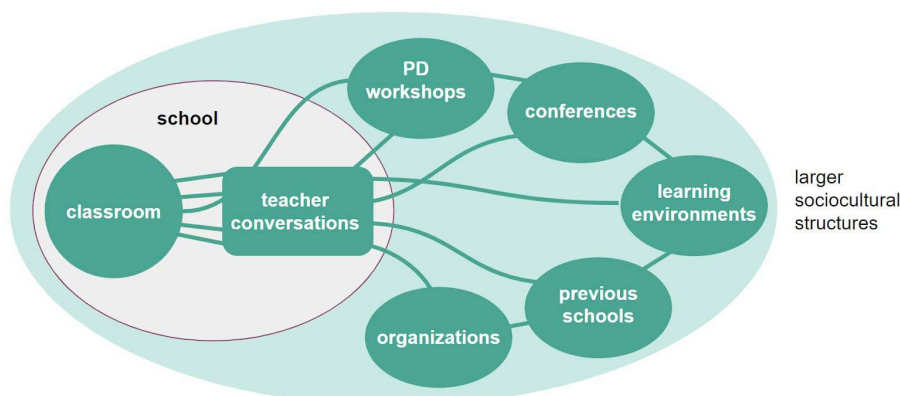 PD
workshops
conferences
school
classroom
teacher
conversations
learning
environments
larger
sociocultural
structures
previous
schools
organizations